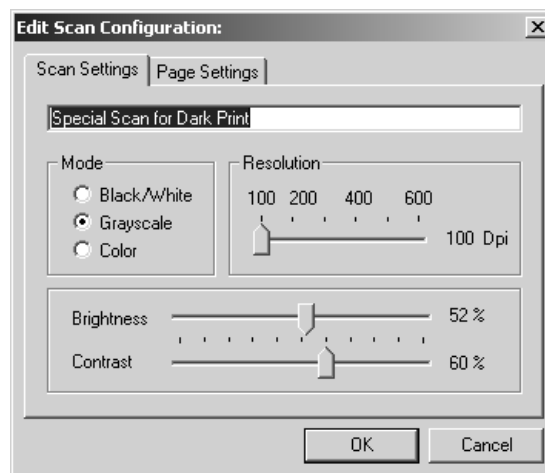 Edit Scan Configuration:
Scan Settings Page Settings
Special Scan for Dark Print
Mode
Black/White
Grayscale
Color
Resolution
100 200 400 600
100 Dpi
Brightness 52 %
Contrast 60 %
OK Cancel